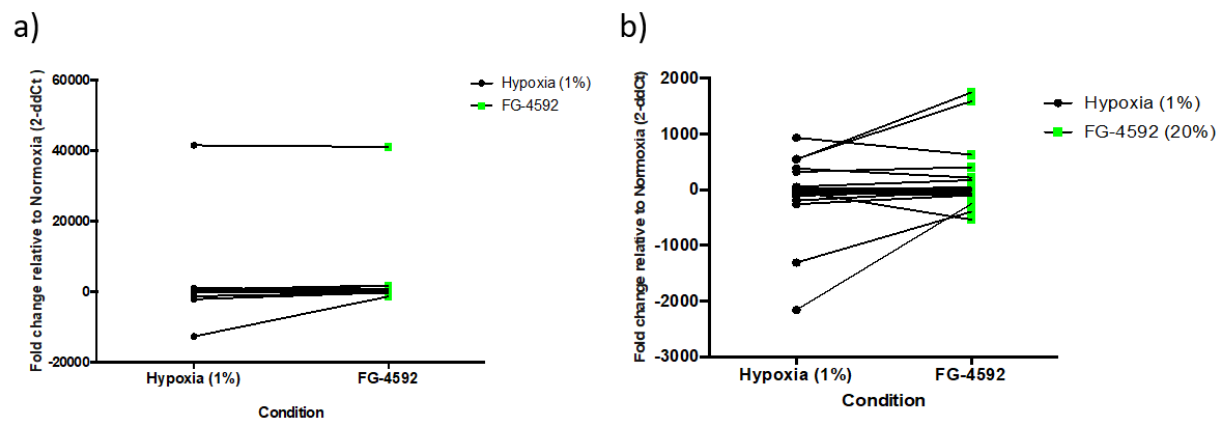 a)
Fold change relative to Normoxia (2-ddCt )
60000
40000
20000
0
-20000
Hypoxia (1%)
FG-4592
Condition
Hypoxia (1%)
FG-4592
b)
Fold change relative to Normoxia (2-ddCt)
2000
1000
0
-1000
-2000
-3000
Hypoxia (1%)
FG-4592
Condition
Hypoxia (1%)
FG-4592 (20%)